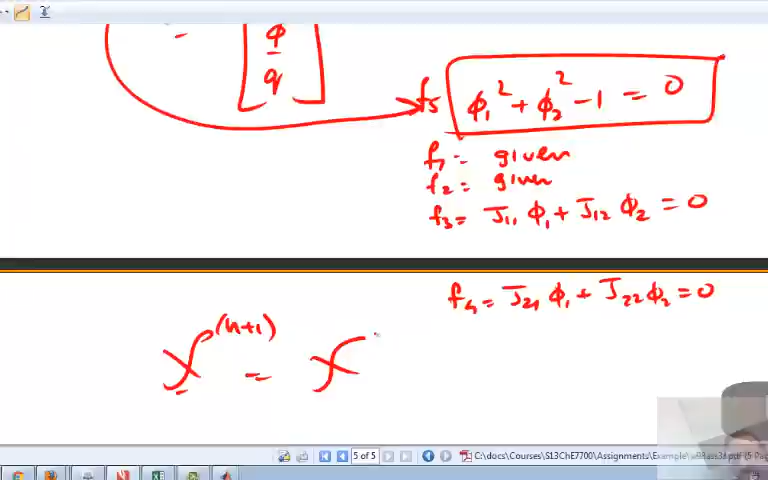 φ
q
f5 φ1² + φ2² - 1 = 0
f1 = given
f2 = given
f3 = J11 φ1 + J12 φ2 = 0
f4 = J21 φ1 + J22 φ2 = 0
X^(n+1) = X
5 of 5
C:\docs\Courses\S13ChE7700\Assignments\Example\